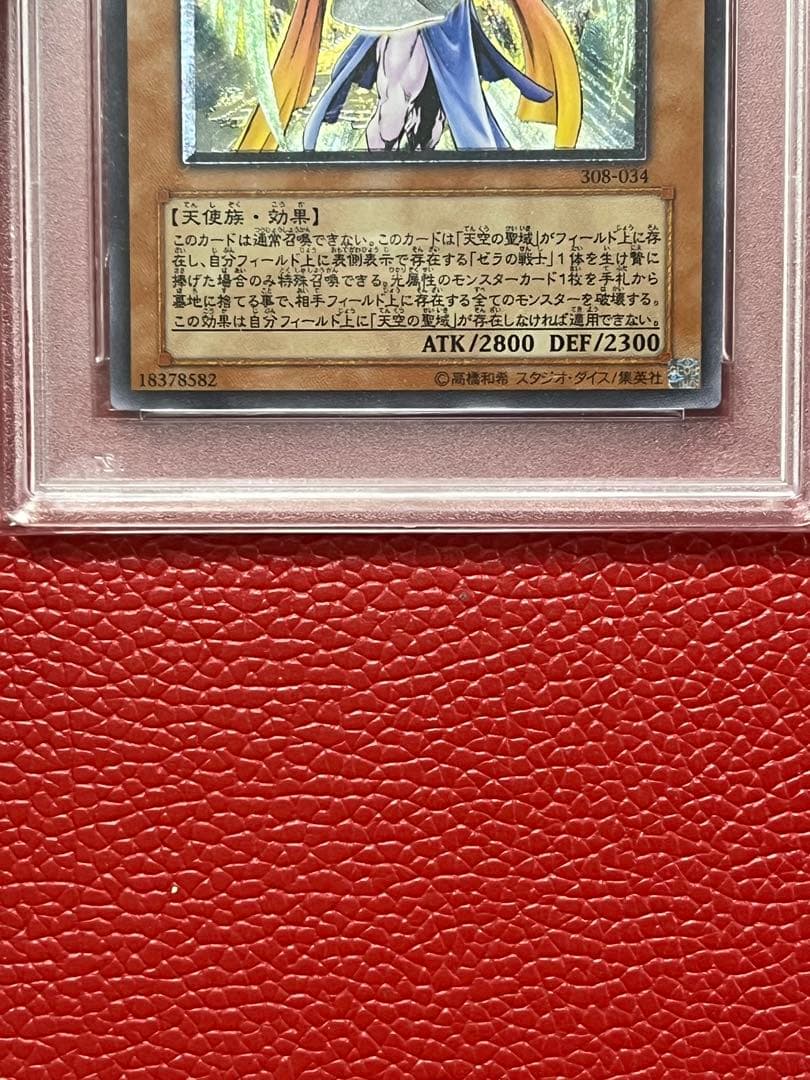 308-034
【天使族・効果】
このカードは通常召喚できない。このカードは「天空の聖域」がフィールド上に存
在し、自分フィールド上に表側表示で存在する「ゼラの戦士」1体を生け贄に
捧げた場合のみ特殊召喚できる。光属性のモンスターカード1枚を手札から
墓地に捨てる事で、相手フィールド上に存在する全てのモンスターを破壊する。
この効果は自分フィールド上に「天空の聖域」が存在しなければ適用できない。
ATK/2800 DEF/2300
18378582 ©高橋和希 スタジオ・ダイス/集英社